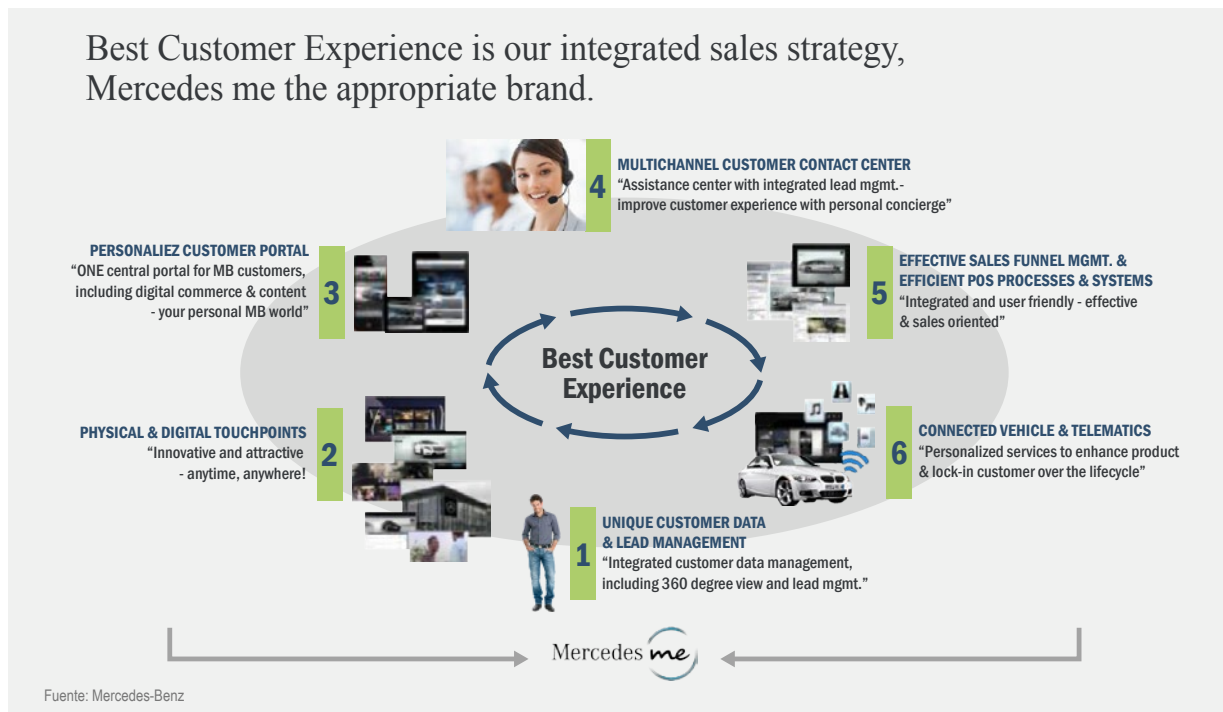 Best Customer Experience is our integrated sales strategy,
Mercedes me the appropriate brand.
4
MULTICHANNEL CUSTOMER CONTACT CENTER
“Assistance center with integrated lead mgmt.-
improve customer experience with personal concierge”
PERSONALIEZ CUSTOMER PORTAL
“ONE central portal for MB customers,
including digital commerce & content
- your personal MB world”
3
5
EFFECTIVE SALES FUNNEL MGMT. &
EFFICIENT POS PROCESSES & SYSTEMS
“Integrated and user friendly - effective
& sales oriented”
Best Customer
Experience
PHYSICAL & DIGITAL TOUCHPOINTS
“Innovative and attractive
- anytime, anywhere!
2
6
CONNECTED VEHICLE & TELEMATICS
“Personalized services to enhance product
& lock-in customer over the lifecycle”
1
UNIQUE CUSTOMER DATA
& LEAD MANAGEMENT
“Integrated customer data management,
including 360 degree view and lead mgmt.”
Mercedes me
Fuente: Mercedes-Benz